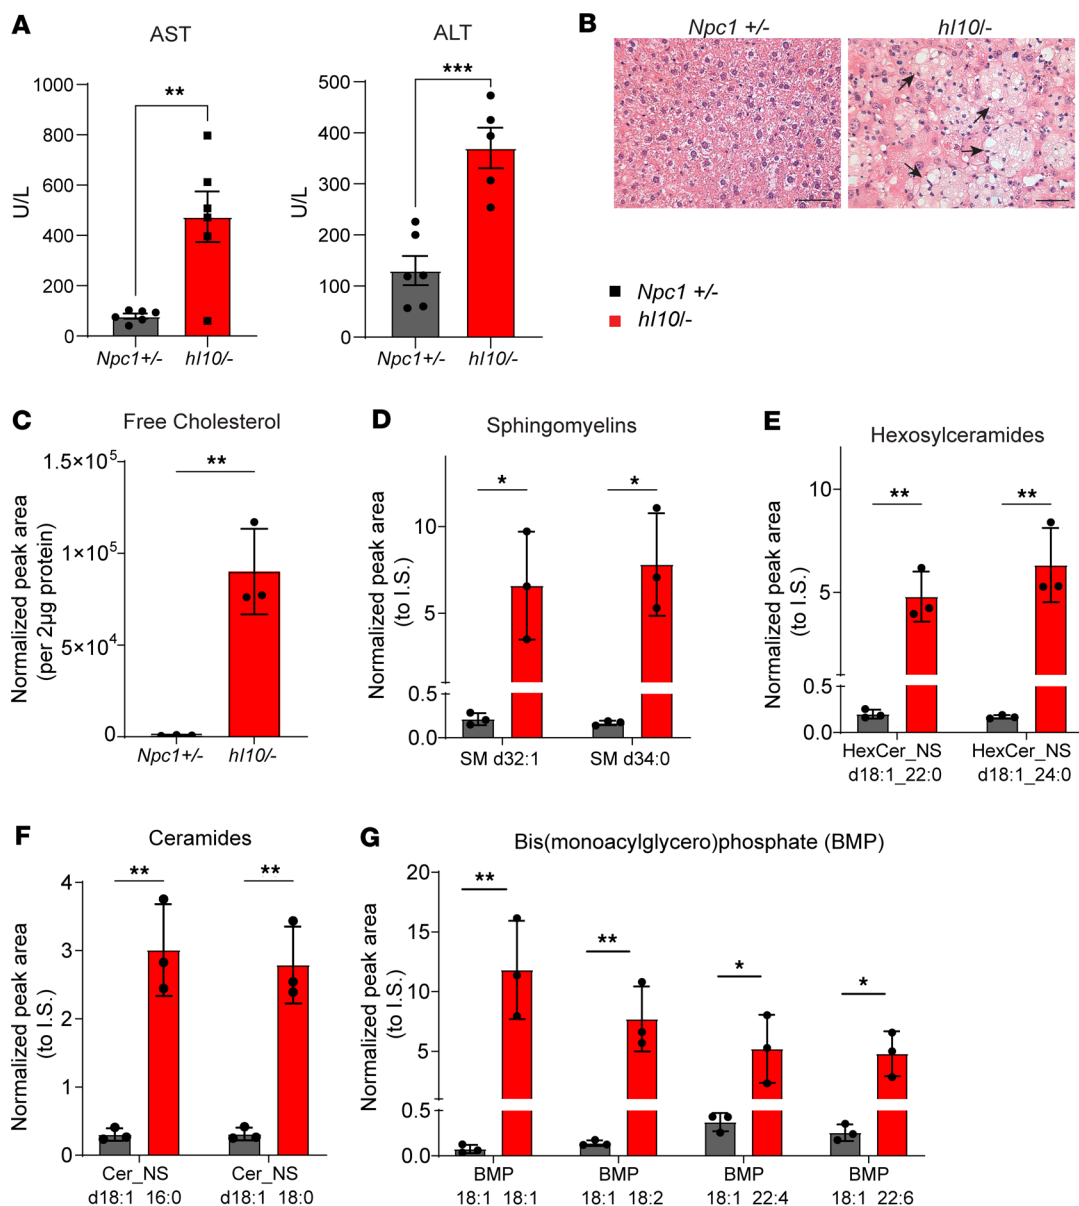 A
AST
ALT
B
Npc1 +/-
hI10/-
1000
800
600
400
200
0
U/L
**
Npc1+/-
hI10/-
500
400
300
200
100
0
U/L
***
Npc1+/-
hI10/-
Npc1 +/-
hI10/-
C
Free Cholesterol
Normalized peak area
(per 2µg protein)
1.5×10⁵
1×10⁵
5×10⁴
0
**
Npc1+/-
hI10/-
D
Sphingomyelins
Normalized peak area
(to I.S.)
10
5
0.5
0.0
*
*
SM d32:1
SM d34:0
E
Hexosylceramides
Normalized peak area
(to I.S.)
10
5
0.5
0.0
**
**
HexCer_NS
d18:1_22:0
HexCer_NS
d18:1_24:0
F
Ceramides
Normalized peak area
(to I.S.)
4
3
2
1
0
**
**
Cer_NS
d18:1 16:0
Cer_NS
d18:1 18:0
G
Bis(monoacylglycero)phosphate (BMP)
Normalized peak area
(to I.S.)
20
15
10
5
0.5
0.0
**
**
*
*
BMP
18:1 18:1
BMP
18:1 18:2
BMP
18:1 22:4
BMP
18:1 22:6